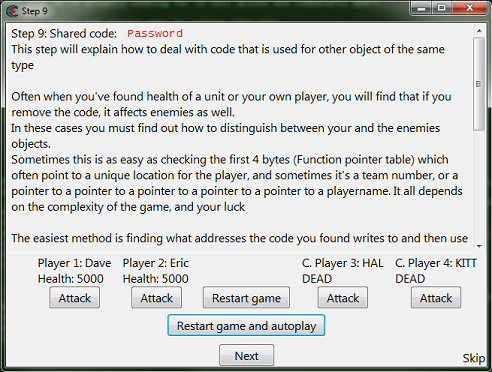 Step 9
Step 9: Shared code: Password
This step will explain how to deal with code that is used for other object of the same
type
Often when you've found health of a unit or your own player, you will find that if you
remove the code, it affects enemies as well.
In these cases you must find out how to distinguish between your and the enemies
objects.
Sometimes this is as easy as checking the first 4 bytes (Function pointer table) which
often point to a unique location for the player, and sometimes it's a team number, or a
pointer to a pointer to a pointer to a pointer to a pointer to a playername. It all depends
on the complexity of the game, and your luck
The easiest method is finding what addresses the code you found writes to and then use
Player 1: Dave Player 2: Eric C. Player 3: HAL C. Player 4: KITT
Health: 5000 Health: 5000 DEAD DEAD
Attack Attack Restart game Attack Attack
Restart game and autoplay
Next
Skip